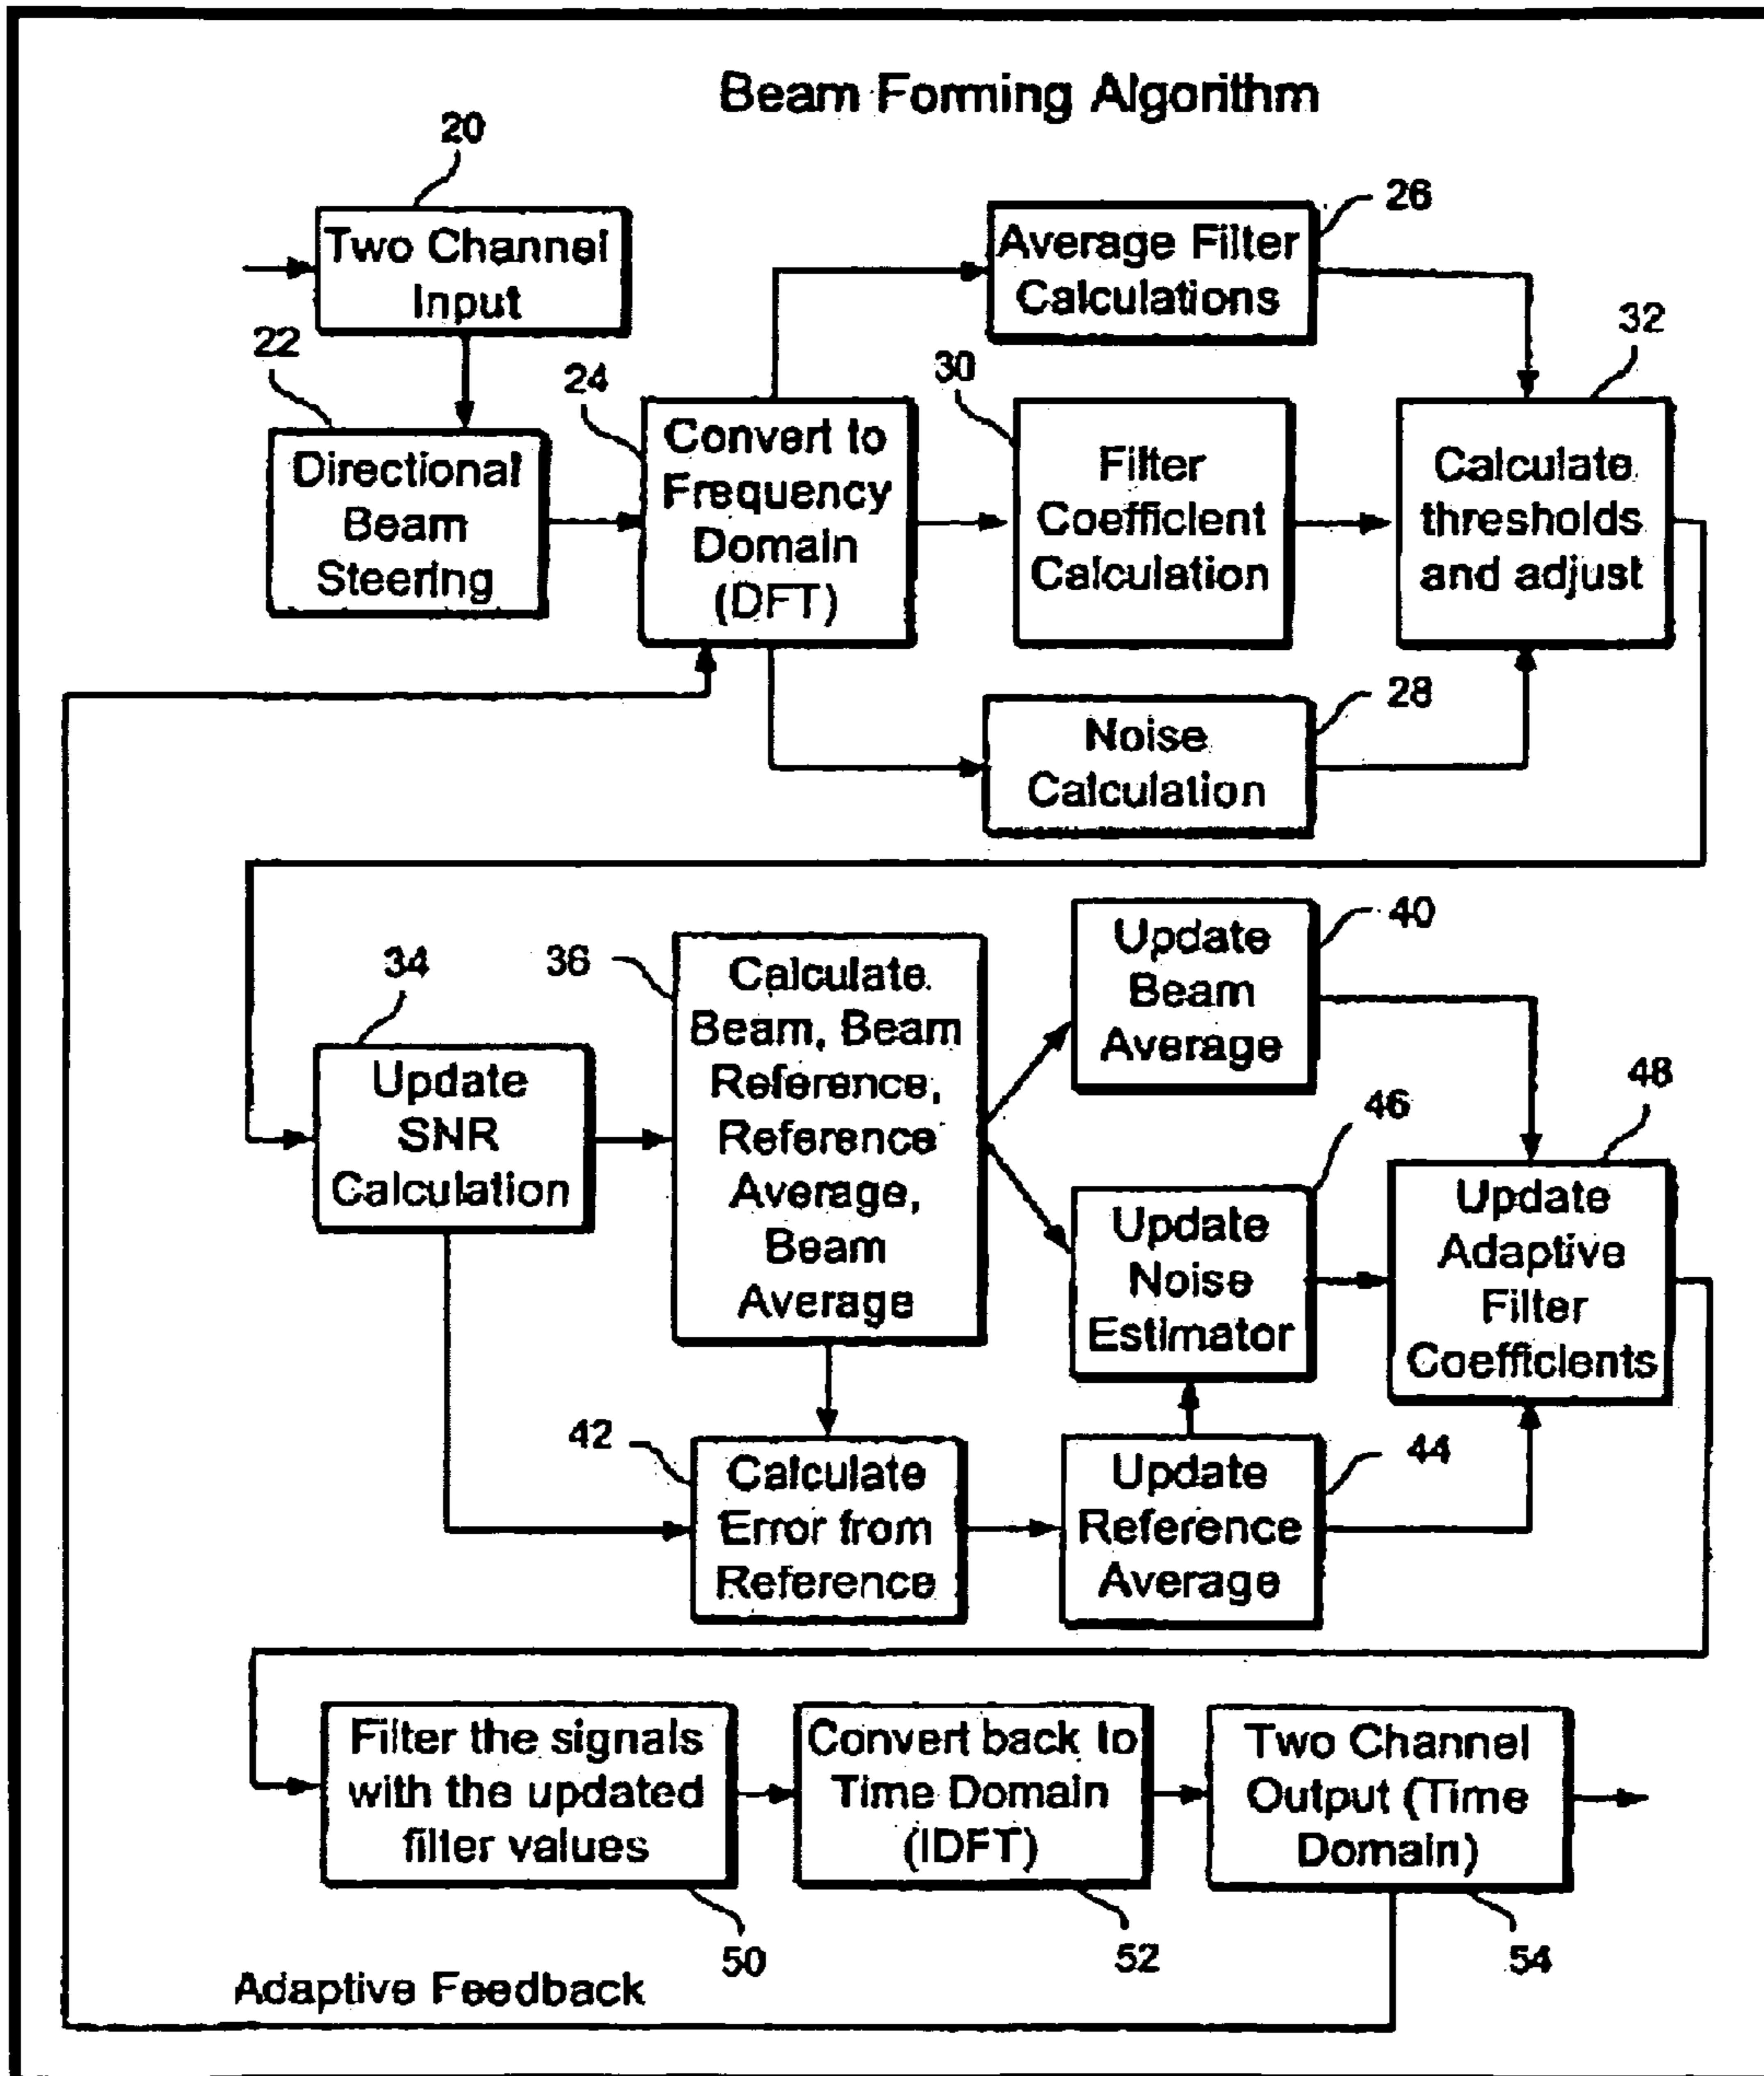 Beam Forming Algorithm
20
Two Channel
Input
22
Directional
Beam
Steering
24
Convert to
Frequency
Domain
(DFT)
26
Average Filter
Calculations
30
Filter
Coefficient
Calculation
32
Calculate
thresholds
and adjust
28
Noise
Calculation
34
Update
SNR
Calculation
36
Calculate
Beam, Beam
Reference,
Reference
Average,
Beam
Average
40
Update
Beam
Average
46
Update
Noise
Estimator
48
Update
Adaptive
Filter
Coefficients
42
Calculate
Error from
Reference
44
Update
Reference
Average
Filter the signals
with the updated
filter values
50
Convert back to
Time Domain
(IDFT)
52
Two Channel
Output (Time
Domain)
54
Adaptive Feedback